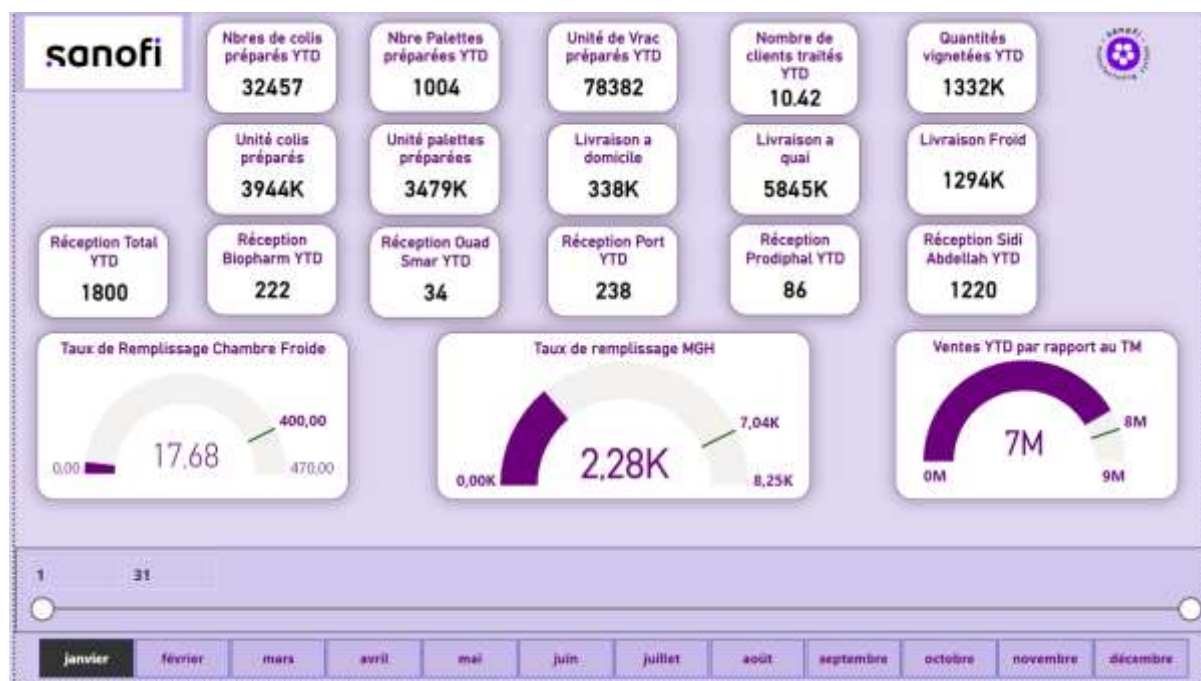 sanofi
Nbres de colis
préparés YTD
32457
Nbre Palettes
préparées YTD
1004
Unité de Vrac
préparés YTD
78382
Nombre de
clients traités
YTD
10.42
Quantités
vignetées YTD
1332K
sanofi
Unité colis
préparés
3944K
Unité palettes
préparées
3479K
Livraison a
domicile
338K
Livraison a
quai
5845K
Livraison Froid
1294K
Réception Total
YTD
1800
Réception
Biopharm YTD
222
Réception Ouad
Smar YTD
34
Réception Port
YTD
238
Réception
Prodiphal YTD
86
Réception Sidi
Abdellah YTD
1220
Taux de Remplissage Chambre Froide
400,00
17,68
0,00
470,00
Taux de remplissage MGH
7,04K
2,28K
0,00K
8,25K
Ventes YTD par rapport au TM
8M
7M
0M
9M
1
31
janvier
février
mars
avril
mai
juin
juillet
août
septembre
octobre
novembre
décembre